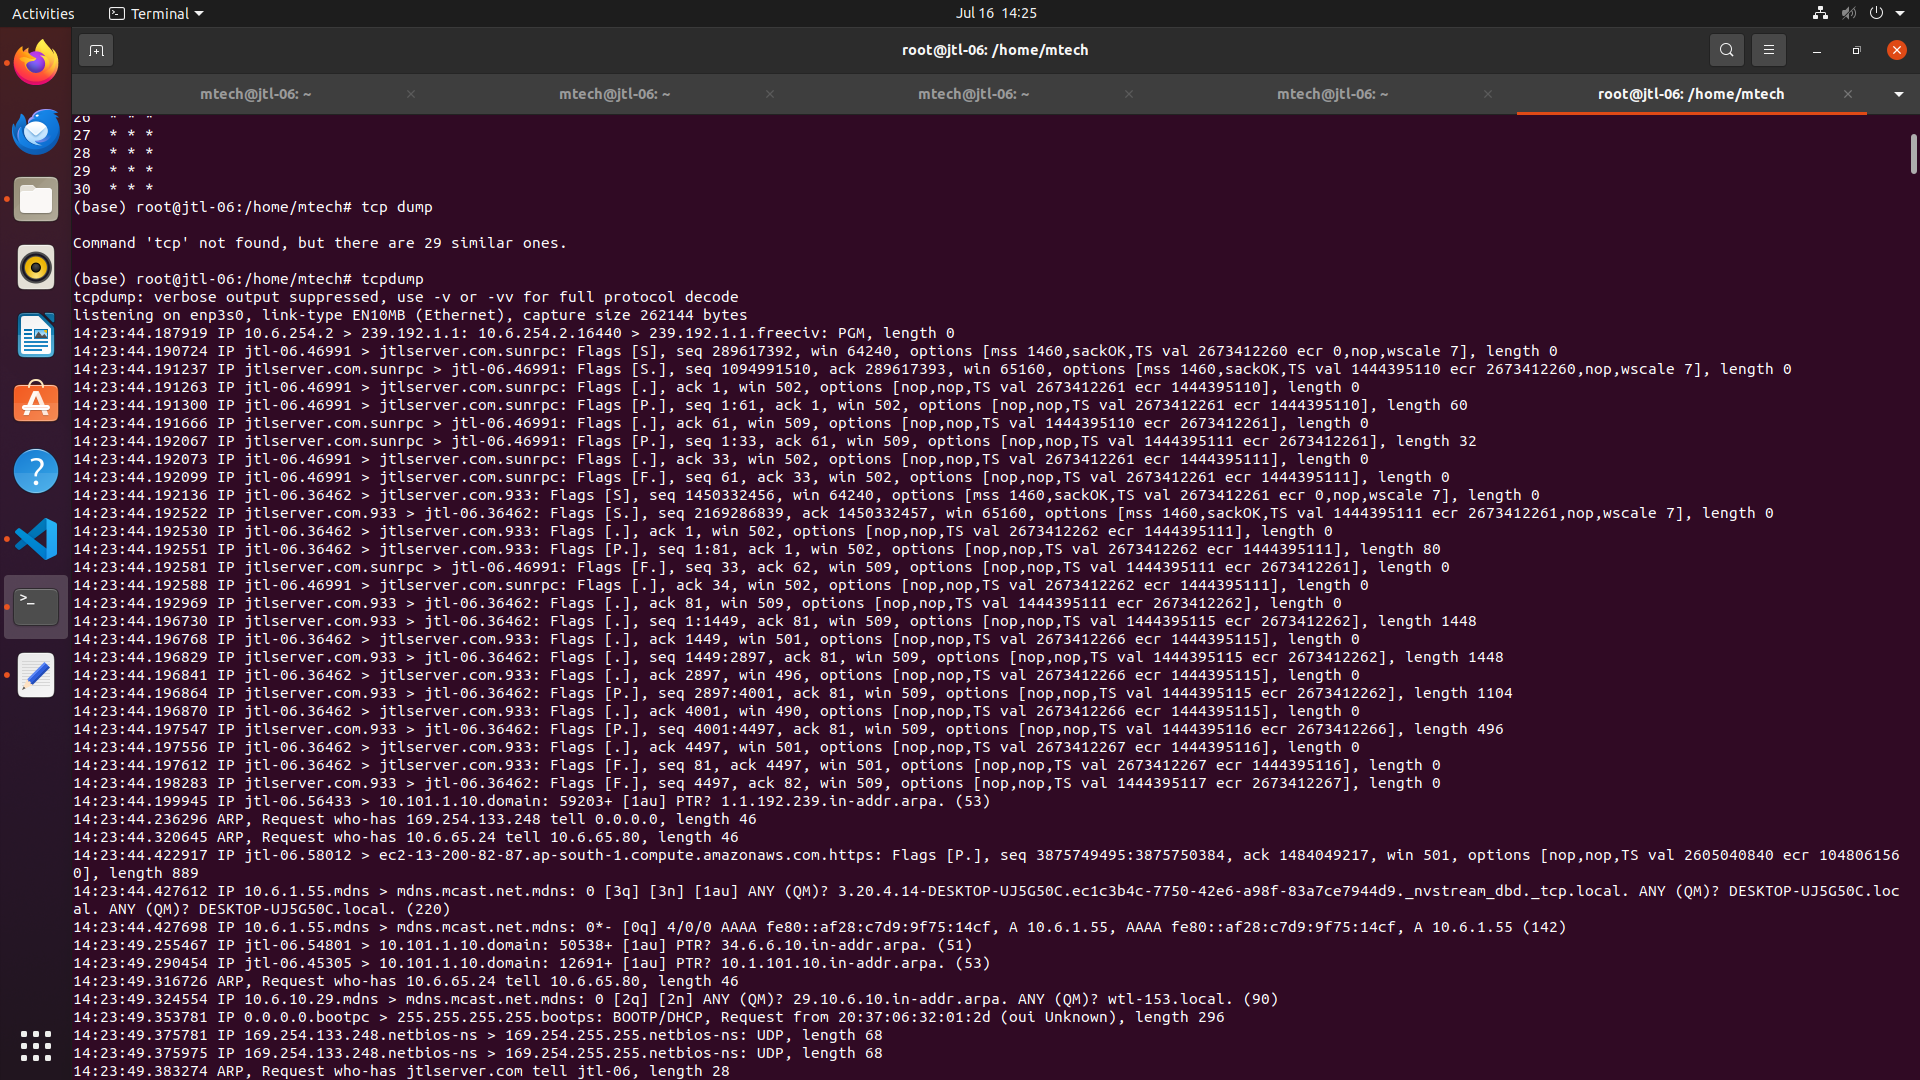 Activities
Terminal
Jul 16 14:25
root@jtl-06: /home/mtech
mtech@jtl-06: ~
mtech@jtl-06: ~
mtech@jtl-06: ~
mtech@jtl-06: ~
root@jtl-06: /home/mtech
26 * * *
27 * * *
28 * * *
29 * * *
30 * * *
(base) root@jtl-06:/home/mtech# tcp dump
Command 'tcp' not found, but there are 29 similar ones.
(base) root@jtl-06:/home/mtech# tcpdump
tcpdump: verbose output suppressed, use -v or -vv for full protocol decode
listening on enp3s0, link-type EN10MB (Ethernet), capture size 262144 bytes
14:23:44.187919 IP 10.6.254.2 > 239.192.1.1: 10.6.254.2.16440 > 239.192.1.1.freeciv: PGM, length 0
14:23:44.190724 IP jtl-06.46991 > jtlserver.com.sunrpc: Flags [S], seq 289617392, win 64240, options [mss 1460,sackOK,TS val 2673412260 ecr 0,nop,wscale 7], length 0
14:23:44.191237 IP jtlserver.com.sunrpc > jtl-06.46991: Flags [S.], seq 1094991510, ack 289617393, win 65160, options [mss 1460,sackOK,TS val 1444395110 ecr 2673412260,nop,wscale 7], length 0
14:23:44.191263 IP jtl-06.46991 > jtlserver.com.sunrpc: Flags [.], ack 1, win 502, options [nop,nop,TS val 2673412261 ecr 1444395110], length 0
14:23:44.191300 IP jtl-06.46991 > jtlserver.com.sunrpc: Flags [P.], seq 1:61, ack 1, win 502, options [nop,nop,TS val 2673412261 ecr 1444395110], length 60
14:23:44.191666 IP jtlserver.com.sunrpc > jtl-06.46991: Flags [.], ack 61, win 509, options [nop,nop,TS val 1444395110 ecr 2673412261], length 0
14:23:44.192067 IP jtlserver.com.sunrpc > jtl-06.46991: Flags [P.], seq 1:33, ack 61, win 509, options [nop,nop,TS val 1444395111 ecr 2673412261], length 32
14:23:44.192073 IP jtl-06.46991 > jtlserver.com.sunrpc: Flags [.], ack 33, win 502, options [nop,nop,TS val 2673412261 ecr 1444395111], length 0
14:23:44.192099 IP jtl-06.46991 > jtlserver.com.sunrpc: Flags [F.], seq 61, ack 33, win 502, options [nop,nop,TS val 2673412261 ecr 1444395111], length 0
14:23:44.192136 IP jtl-06.36462 > jtlserver.com.933: Flags [S], seq 1450332456, win 64240, options [mss 1460,sackOK,TS val 2673412261 ecr 0,nop,wscale 7], length 0
14:23:44.192522 IP jtlserver.com.933 > jtl-06.36462: Flags [S.], seq 2169286839, ack 1450332457, win 65160, options [mss 1460,sackOK,TS val 1444395111 ecr 2673412261,nop,wscale 7], length 0
14:23:44.192530 IP jtl-06.36462 > jtlserver.com.933: Flags [.], ack 1, win 502, options [nop,nop,TS val 2673412262 ecr 1444395111], length 0
14:23:44.192551 IP jtl-06.36462 > jtlserver.com.933: Flags [P.], seq 1:81, ack 1, win 502, options [nop,nop,TS val 2673412262 ecr 1444395111], length 80
14:23:44.192581 IP jtlserver.com.sunrpc > jtl-06.46991: Flags [F.], seq 33, ack 62, win 509, options [nop,nop,TS val 1444395111 ecr 2673412261], length 0
14:23:44.192588 IP jtl-06.46991 > jtlserver.com.sunrpc: Flags [.], ack 34, win 502, options [nop,nop,TS val 2673412262 ecr 1444395111], length 0
14:23:44.192969 IP jtlserver.com.933 > jtl-06.36462: Flags [.], ack 81, win 509, options [nop,nop,TS val 1444395111 ecr 2673412262], length 0
14:23:44.196730 IP jtlserver.com.933 > jtl-06.36462: Flags [.], seq 1:1449, ack 81, win 509, options [nop,nop,TS val 1444395115 ecr 2673412262], length 1448
14:23:44.196768 IP jtl-06.36462 > jtlserver.com.933: Flags [.], ack 1449, win 501, options [nop,nop,TS val 2673412266 ecr 1444395115], length 0
14:23:44.196829 IP jtlserver.com.933 > jtl-06.36462: Flags [.], seq 1449:2897, ack 81, win 509, options [nop,nop,TS val 1444395115 ecr 2673412262], length 1448
14:23:44.196841 IP jtl-06.36462 > jtlserver.com.933: Flags [.], ack 2897, win 496, options [nop,nop,TS val 2673412266 ecr 1444395115], length 0
14:23:44.196864 IP jtlserver.com.933 > jtl-06.36462: Flags [P.], seq 2897:4001, ack 81, win 509, options [nop,nop,TS val 1444395115 ecr 2673412262], length 1104
14:23:44.196870 IP jtl-06.36462 > jtlserver.com.933: Flags [.], ack 4001, win 490, options [nop,nop,TS val 2673412266 ecr 1444395115], length 0
14:23:44.197547 IP jtlserver.com.933 > jtl-06.36462: Flags [P.], seq 4001:4497, ack 81, win 509, options [nop,nop,TS val 1444395116 ecr 2673412266], length 496
14:23:44.197556 IP jtl-06.36462 > jtlserver.com.933: Flags [.], ack 4497, win 501, options [nop,nop,TS val 2673412267 ecr 1444395116], length 0
14:23:44.197612 IP jtl-06.36462 > jtlserver.com.933: Flags [F.], seq 81, ack 4497, win 501, options [nop,nop,TS val 2673412267 ecr 1444395116], length 0
14:23:44.198283 IP jtlserver.com.933 > jtl-06.36462: Flags [F.], seq 4497, ack 82, win 509, options [nop,nop,TS val 1444395117 ecr 2673412267], length 0
14:23:44.199945 IP jtl-06.56433 > 10.101.1.10.domain: 59203+ [1au] PTR? 1.1.192.239.in-addr.arpa. (53)
14:23:44.236296 ARP, Request who-has 169.254.133.248 tell 0.0.0.0, length 46
14:23:44.320645 ARP, Request who-has 10.6.65.24 tell 10.6.65.80, length 46
14:23:44.422917 IP jtl-06.58012 > ec2-13-200-82-87.ap-south-1.compute.amazonaws.com.https: Flags [P.], seq 3875749495:3875750384, ack 1484049217, win 501, options [nop,nop,TS val 2605040840 ecr 104806156
0], length 889
14:23:44.427612 IP 10.6.1.55.mdns > mdns.mcast.net.mdns: 0 [3q] [3n] [1au] ANY (QM)? 3.20.4.14-DESKTOP-UJ5G50C.ec1c3b4c-7750-42e6-a98f-83a7ce7944d9._nvstream_dbd._tcp.local. ANY (QM)? DESKTOP-UJ5G50C.loc
al. ANY (QM)? DESKTOP-UJ5G50C.local. (220)
14:23:44.427698 IP 10.6.1.55.mdns > mdns.mcast.net.mdns: 0*- [0q] 4/0/0 AAAA fe80::af28:c7d9:9f75:14cf, A 10.6.1.55, AAAA fe80::af28:c7d9:9f75:14cf, A 10.6.1.55 (142)
14:23:49.255467 IP jtl-06.54801 > 10.101.1.10.domain: 50538+ [1au] PTR? 34.6.6.10.in-addr.arpa. (51)
14:23:49.290454 IP jtl-06.45305 > 10.101.1.10.domain: 12691+ [1au] PTR? 10.1.101.10.in-addr.arpa. (53)
14:23:49.316726 ARP, Request who-has 10.6.65.24 tell 10.6.65.80, length 46
14:23:49.324554 IP 10.6.10.29.mdns > mdns.mcast.net.mdns: 0 [2q] [2n] ANY (QM)? 29.10.6.10.in-addr.arpa. ANY (QM)? wtl-153.local. (90)
14:23:49.353781 IP 0.0.0.0.bootpc > 255.255.255.255.bootps: BOOTP/DHCP, Request from 20:37:06:32:01:2d (oui Unknown), length 296
14:23:49.375781 IP 169.254.133.248.netbios-ns > 169.254.255.255.netbios-ns: UDP, length 68
14:23:49.375975 IP 169.254.133.248.netbios-ns > 169.254.255.255.netbios-ns: UDP, length 68
14:23:49.383274 ARP, Request who-has jtlserver.com tell jtl-06, length 28